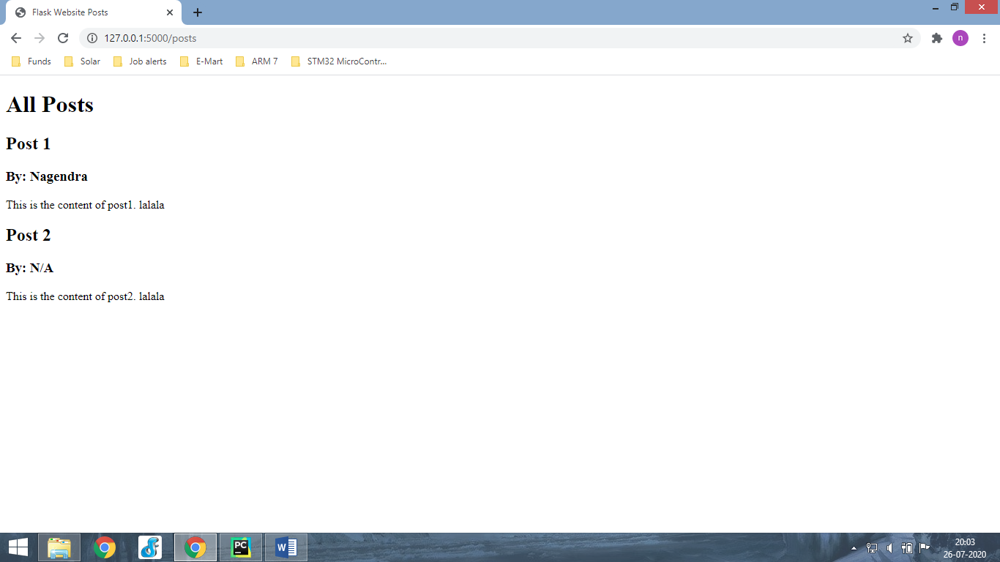 Flask Website Posts
127.0.0.1:5000/posts
n
Funds Solar Job alerts E-Mart ARM 7 STM32 MicroContr...
All Posts
Post 1
By: Nagendra
This is the content of post1. lalala
Post 2
By: N/A
This is the content of post2. lalala
PC
W
20:03
26-07-2020